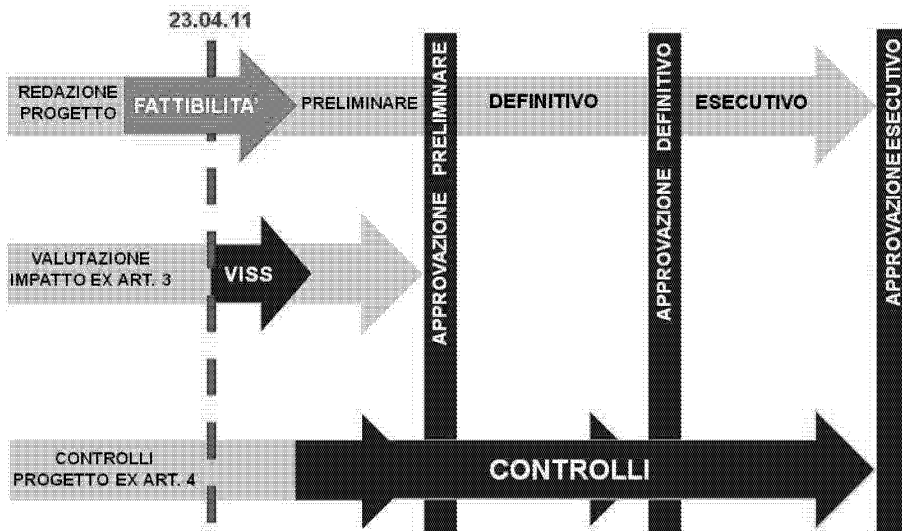 23.04.11
REDAZIONE
PROGETTO
FATTIBILITA'
PRELIMINARE
DEFINITIVO
ESECUTIVO
APPROVAZIONE PRELIMINARE
APPROVAZIONE DEFINITIVO
APPROVAZIONE ESECUTIVO
VALUTAZIONE
IMPATTO EX ART. 3
VISS
CONTROLLI
PROGETTO EX ART. 4
CONTROLLI